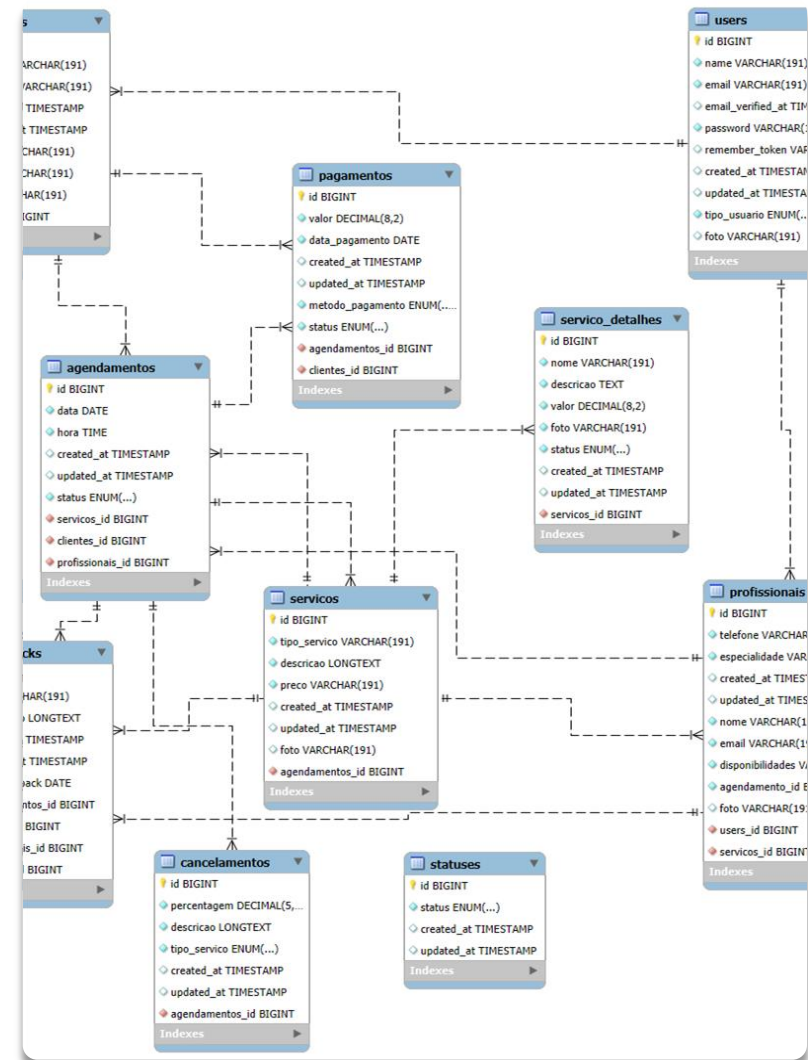 s
ARCHAR(191)
VARCHAR(191)
TIMESTAMP
t TIMESTAMP
CHAR(191)
CHAR(191)
HAR(191)
IGINT
users
id BIGINT
name VARCHAR(191)
email VARCHAR(191)
email_verified_at TIM
password VARCHAR(
remember_token VAR
created_at TIMESTAM
updated_at TIMESTA
tipo_usuario ENUM(..
foto VARCHAR(191)
Indexes
pagamentos
id BIGINT
valor DECIMAL(8,2)
data_pagamento DATE
created_at TIMESTAMP
updated_at TIMESTAMP
metodo_pagamento ENUM(.....
status ENUM(...)
agendamentos_id BIGINT
clientes_id BIGINT
Indexes
servico_detalhes
id BIGINT
nome VARCHAR(191)
descricao TEXT
valor DECIMAL(8,2)
foto VARCHAR(191)
status ENUM(...)
created_at TIMESTAMP
updated_at TIMESTAMP
servicos_id BIGINT
Indexes
agendamentos
id BIGINT
data DATE
hora TIME
created_at TIMESTAMP
updated_at TIMESTAMP
status ENUM(...)
servicos_id BIGINT
clientes_id BIGINT
profissionais_id BIGINT
Indexes
servicos
id BIGINT
tipo_servico VARCHAR(191)
descricao LONGTEXT
preco VARCHAR(191)
created_at TIMESTAMP
updated_at TIMESTAMP
foto VARCHAR(191)
agendamentos_id BIGINT
Indexes
profissionais
id BIGINT
telefone VARCHAR
especialidade VAR
created_at TIMEST
updated_at TIMES
nome VARCHAR(1
email VARCHAR(19
disponibilidades VA
agendamento_id B
foto VARCHAR(191
users_id BIGINT
servicos_id BIGINT
Indexes
cks
HAR(191)
o LONGTEXT
TIMESTAMP
t TIMESTAMP
back DATE
ntos_id BIGINT
BIGINT
is_id BIGINT
BIGINT
cancelamentos
id BIGINT
percentagem DECIMAL(5,...
descricao LONGTEXT
tipo_servico ENUM(...)
created_at TIMESTAMP
updated_at TIMESTAMP
agendamentos_id BIGINT
Indexes
statuses
id BIGINT
status ENUM(...)
created_at TIMESTAMP
updated_at TIMESTAMP
Indexes